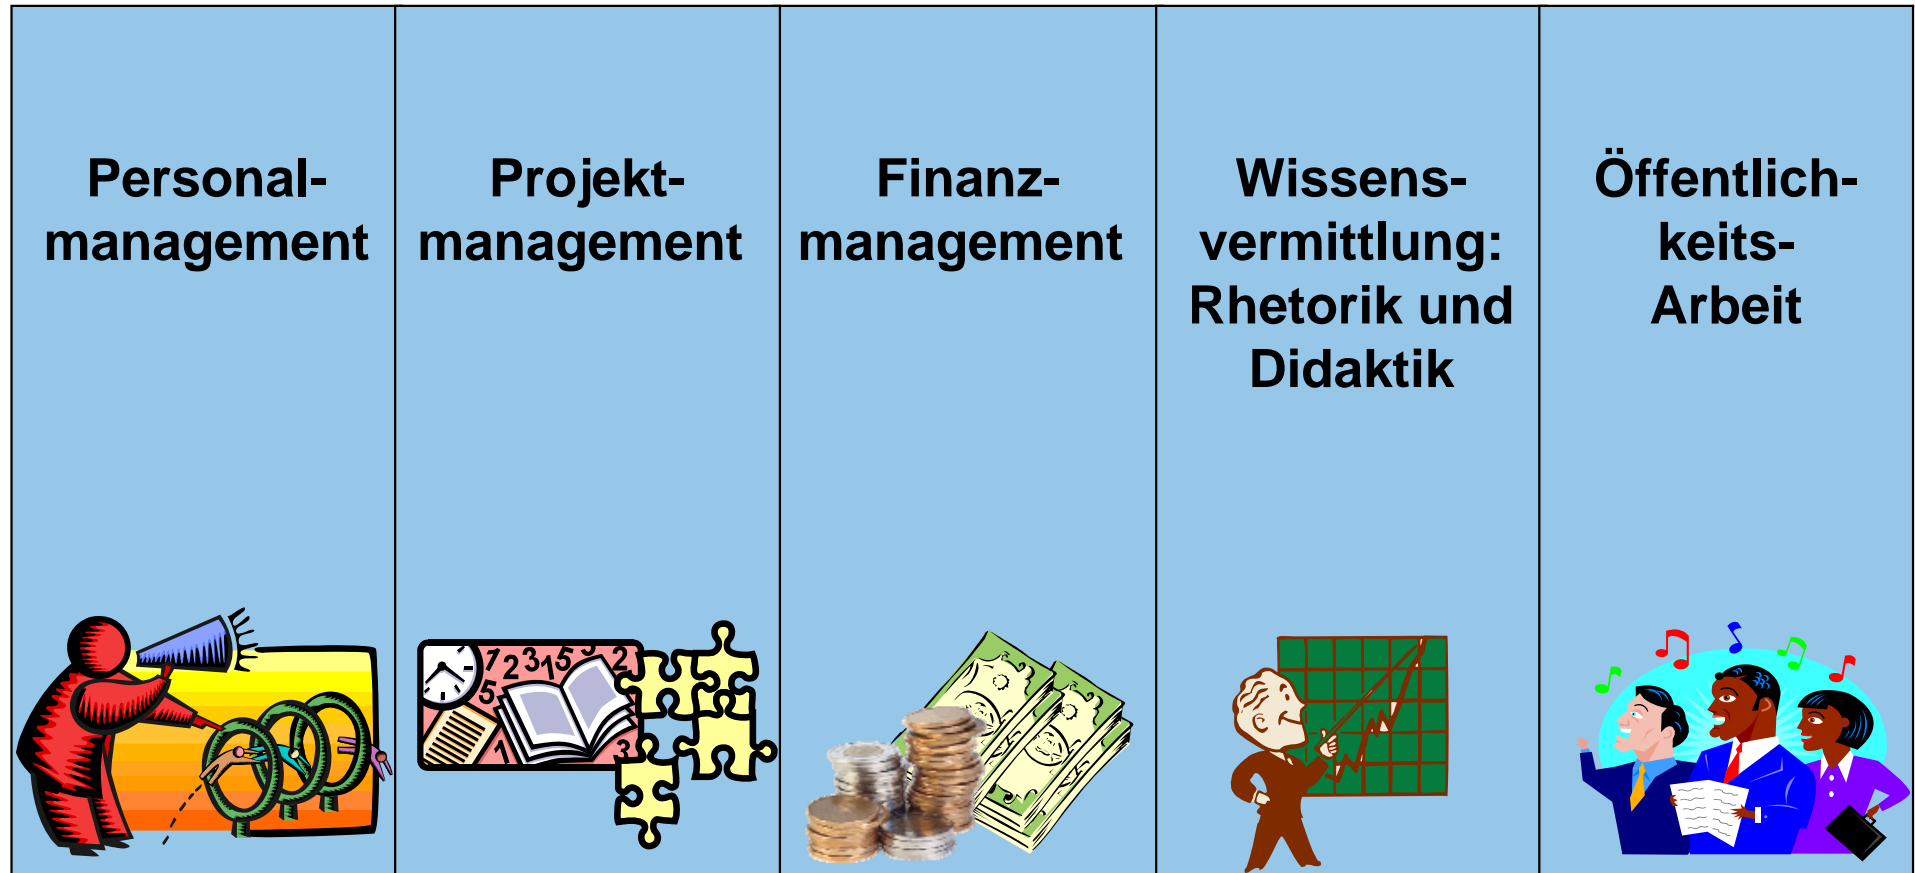 Personal-
management
Projekt-
management
Finanz-
management
Wissens-
vermittlung:
Rhetorik und
Didaktik
Öffentlich-
keits-
Arbeit